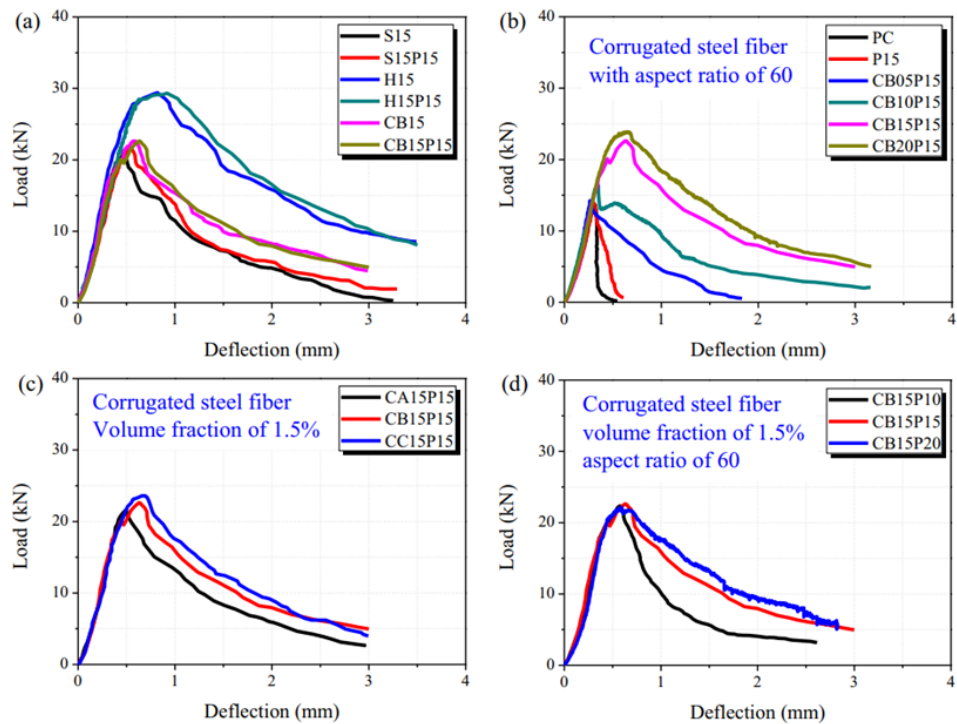 (a)
40
30
20
10
0
Load (kN)
0 1 2 3 4
Deflection (mm)
S15
S15P15
H15
H15P15
CB15
CB15P15
(b)
40
30
20
10
0
Load (kN)
0 1 2 3 4
Deflection (mm)
Corrugated steel fiber
with aspect ratio of 60
PC
P15
CB05P15
CB10P15
CB15P15
CB20P15
(c)
40
30
20
10
0
Load (kN)
0 1 2 3 4
Deflection (mm)
Corrugated steel fiber
Volume fraction of 1.5%
CA15P15
CB15P15
CC15P15
(d)
40
30
20
10
0
Load (kN)
0 1 2 3 4
Deflection (mm)
Corrugated steel fiber
volume fraction of 1.5%
aspect ratio of 60
CB15P10
CB15P15
CB15P20